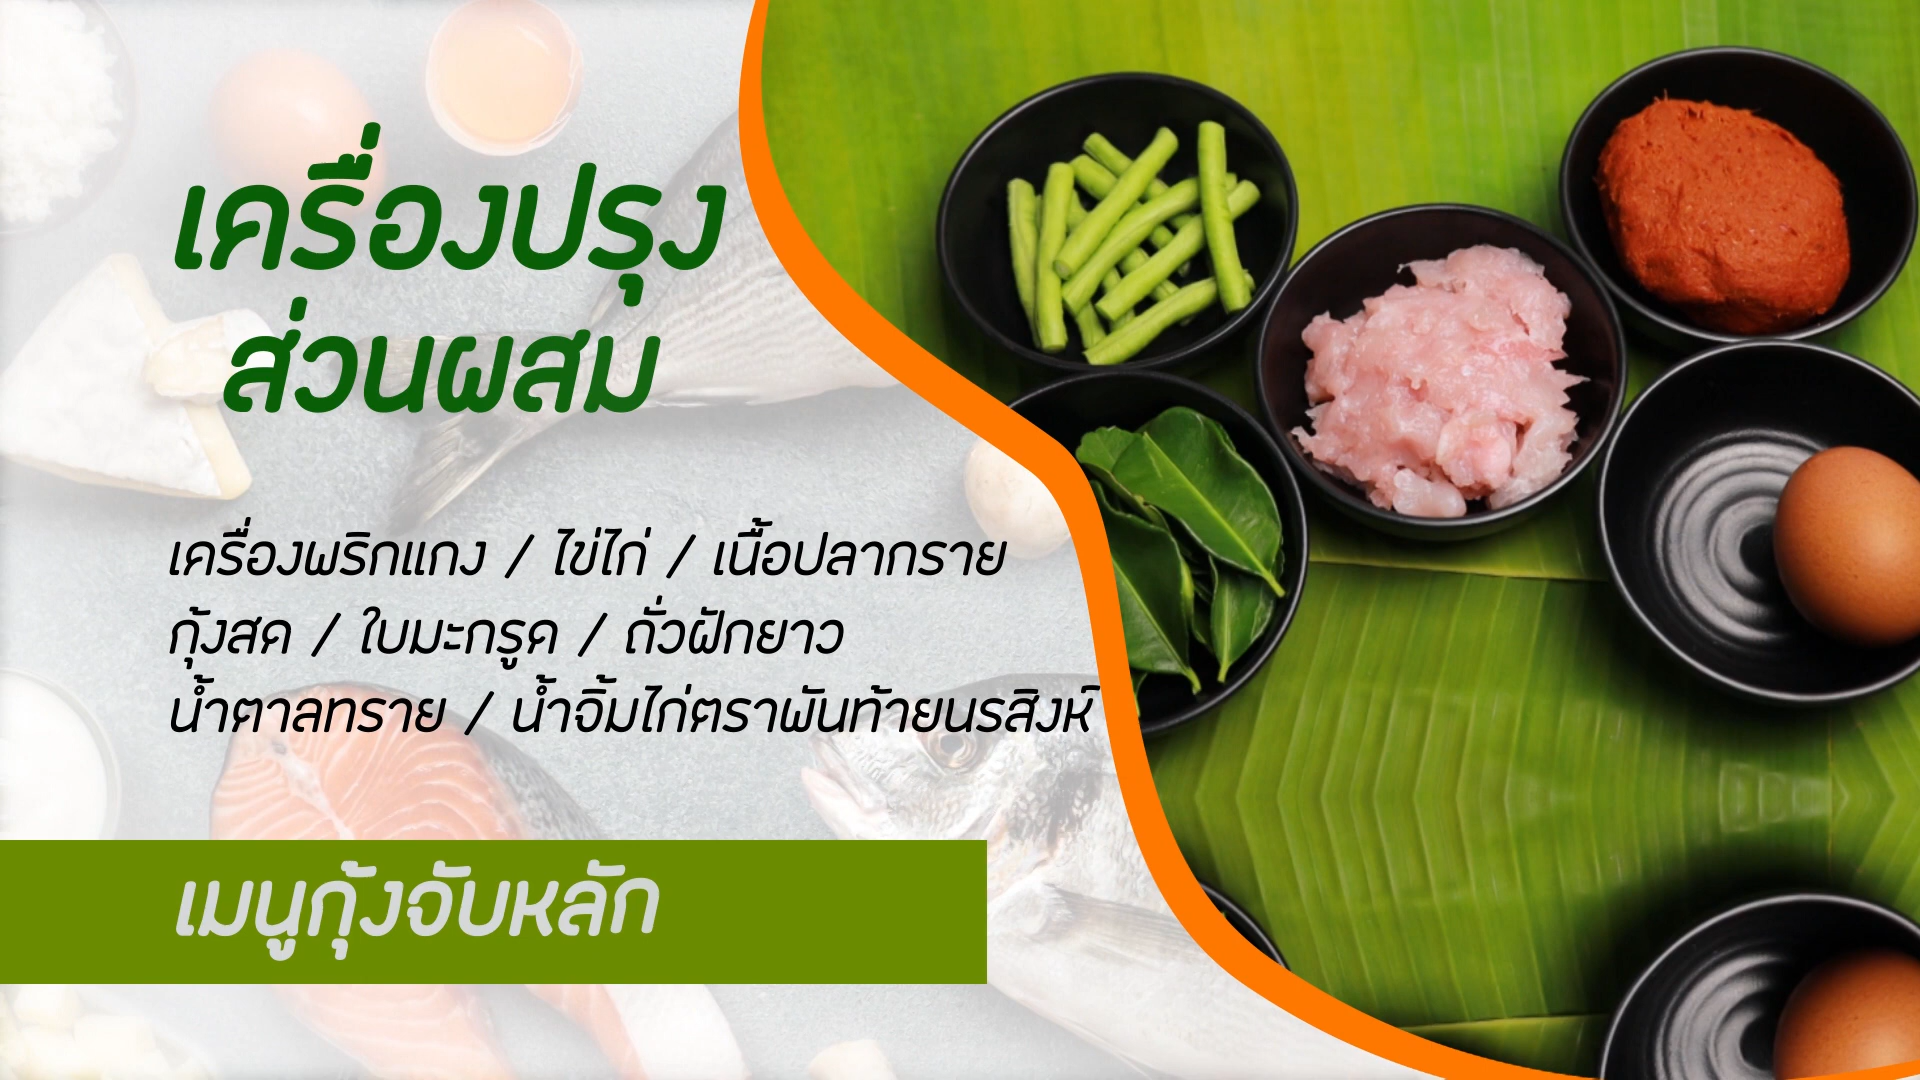 เครื่องปรุง
ส่วนผสม
เครื่องพริกแกง / ไข่ไก่ / เนื้อปลากราย
กุ้งสด / ใบมะกรูด / ถั่วฝักยาว
น้ำตาลทราย / น้ำจิ้มไก่ตราพันท้ายนรสิงห์
เมนูกุ้งจับหลัก